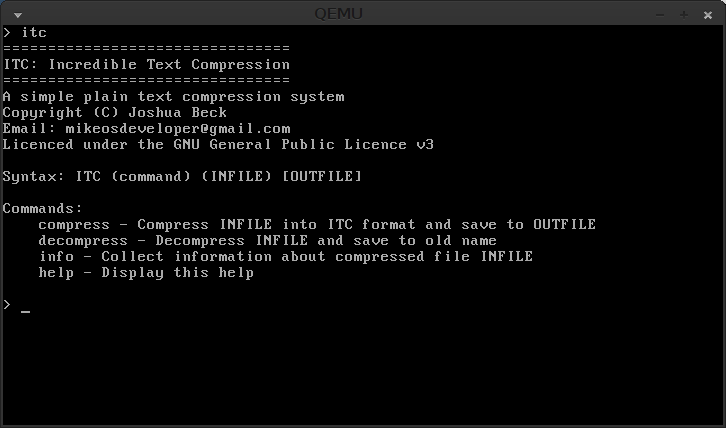 QEMU
> itc
================================
ITC: Incredible Text Compression
================================
A simple plain text compression system
Copyright (C) Joshua Beck
Email: mikeosdeveloper@gmail.com
Licenced under the GNU General Public Licence v3
Syntax: ITC (command) (INFILE) [OUTFILE]
Commands:
    compress - Compress INFILE into ITC format and save to OUTFILE
    decompress - Decompress INFILE and save to old name
    info - Collect information about compressed file INFILE
    help - Display this help
> _